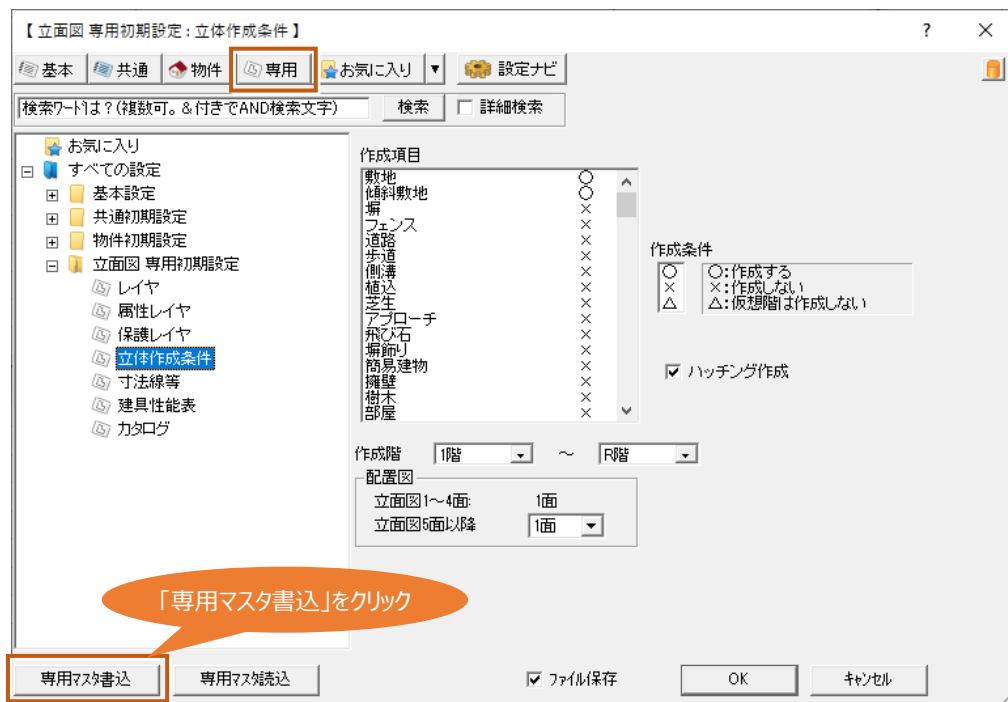 【 立面図 専用初期設定 : 立体作成条件 】
?
基本 共通 物件 専用 お気に入り ▼ 設定ナビ
検索ワードは？(複数可。＆付きでAND検索文字) 検索 詳細検索
お気に入り
すべての設定
基本設定
共通初期設定
物件初期設定
立面図 専用初期設定
レイヤ
属性レイヤ
保護レイヤ
立体作成条件
寸法線等
建具性能表
カタログ
作成項目
敷地 ○
傾斜敷地 ○
塀 ×
フェンス ×
道路 ×
歩道 ×
側溝 ×
植込 ×
芝生 ×
アプローチ ×
飛び石 ×
塀飾り ×
簡易建物 ×
擁壁 ×
樹木 ×
部屋 ×
作成条件
○ ○:作成する
× ×:作成しない
△ △:仮想階は作成しない
ハッチング作成
作成階 1階 ～ R階
配置図
立面図1～4面: 1面
立面図5面以降 1面
「専用マスタ書込」をクリック
専用マスタ書込 専用マスタ読込 ファイル保存 OK キャンセル